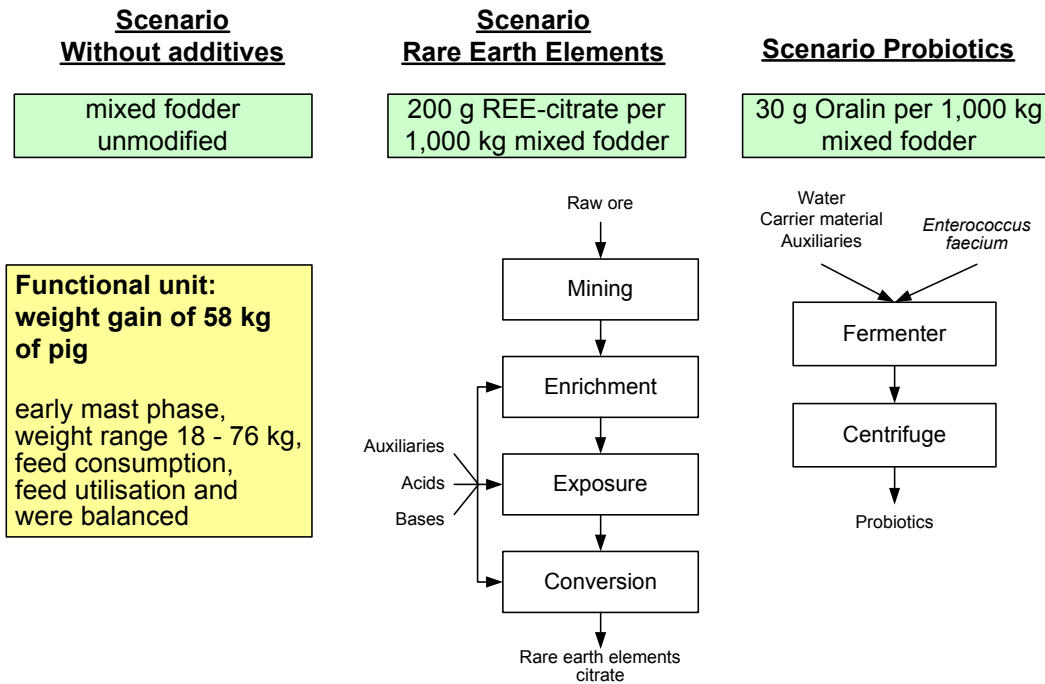 Scenario
Without additives
mixed fodder
unmodified
Functional unit:
weight gain of 58 kg
of pig
early mast phase,
weight range 18 - 76 kg,
feed consumption,
feed utilisation and
were balanced
Scenario
Rare Earth Elements
200 g REE-citrate per
1,000 kg mixed fodder
Raw ore
Mining
Enrichment
Auxiliaries
Acids
Bases
Exposure
Conversion
Rare earth elements
citrate
Scenario Probiotics
30 g Oralin per 1,000 kg
mixed fodder
Water
Carrier material
Auxiliaries
Enterococcus
faecium
Fermenter
Centrifuge
Probiotics